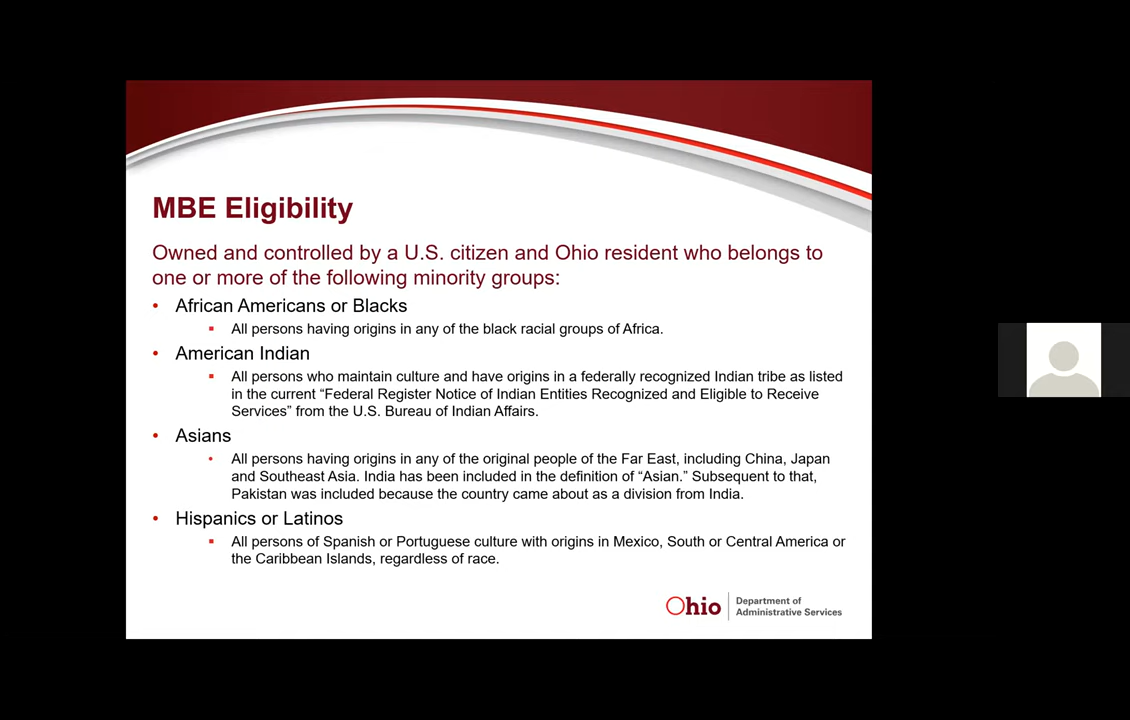 MBE Eligibility
Owned and controlled by a U.S. citizen and Ohio resident who belongs to
one or more of the following minority groups:
• African Americans or Blacks
▪ All persons having origins in any of the black racial groups of Africa.
• American Indian
▪ All persons who maintain culture and have origins in a federally recognized Indian tribe as listed
in the current “Federal Register Notice of Indian Entities Recognized and Eligible to Receive
Services” from the U.S. Bureau of Indian Affairs.
• Asians
• All persons having origins in any of the original people of the Far East, including China, Japan
and Southeast Asia. India has been included in the definition of “Asian.” Subsequent to that,
Pakistan was included because the country came about as a division from India.
• Hispanics or Latinos
▪ All persons of Spanish or Portuguese culture with origins in Mexico, South or Central America or
the Caribbean Islands, regardless of race.
Ohio
Department of
Administrative Services